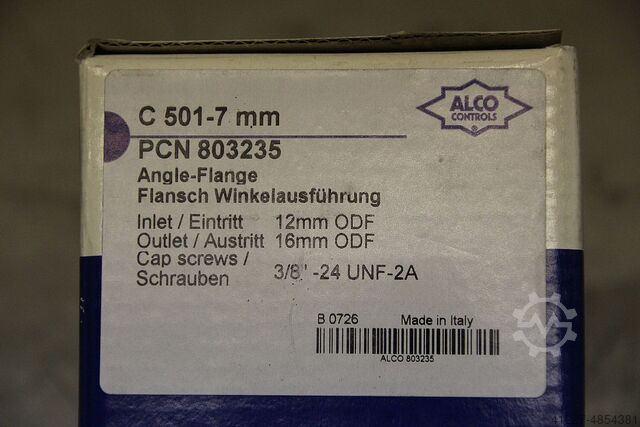 C 501-7 mm
ALCO
CONTROLS
®
PCN 803235
Angle-Flange
Flansch Winkelausführung
Inlet / Eintritt 12mm ODF
Outlet / Austritt 16mm ODF
Cap screws /
Schrauben 3/8" -24 UNF-2A
B 0726 Made in Italy
ALCO 803235